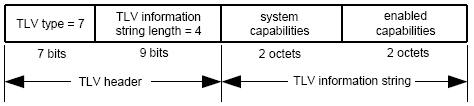 TLV type = 7
TLV information
string length = 4
system
capabilities
enabled
capabilities
7 bits
9 bits
2 octets
2 octets
TLV header
TLV information string